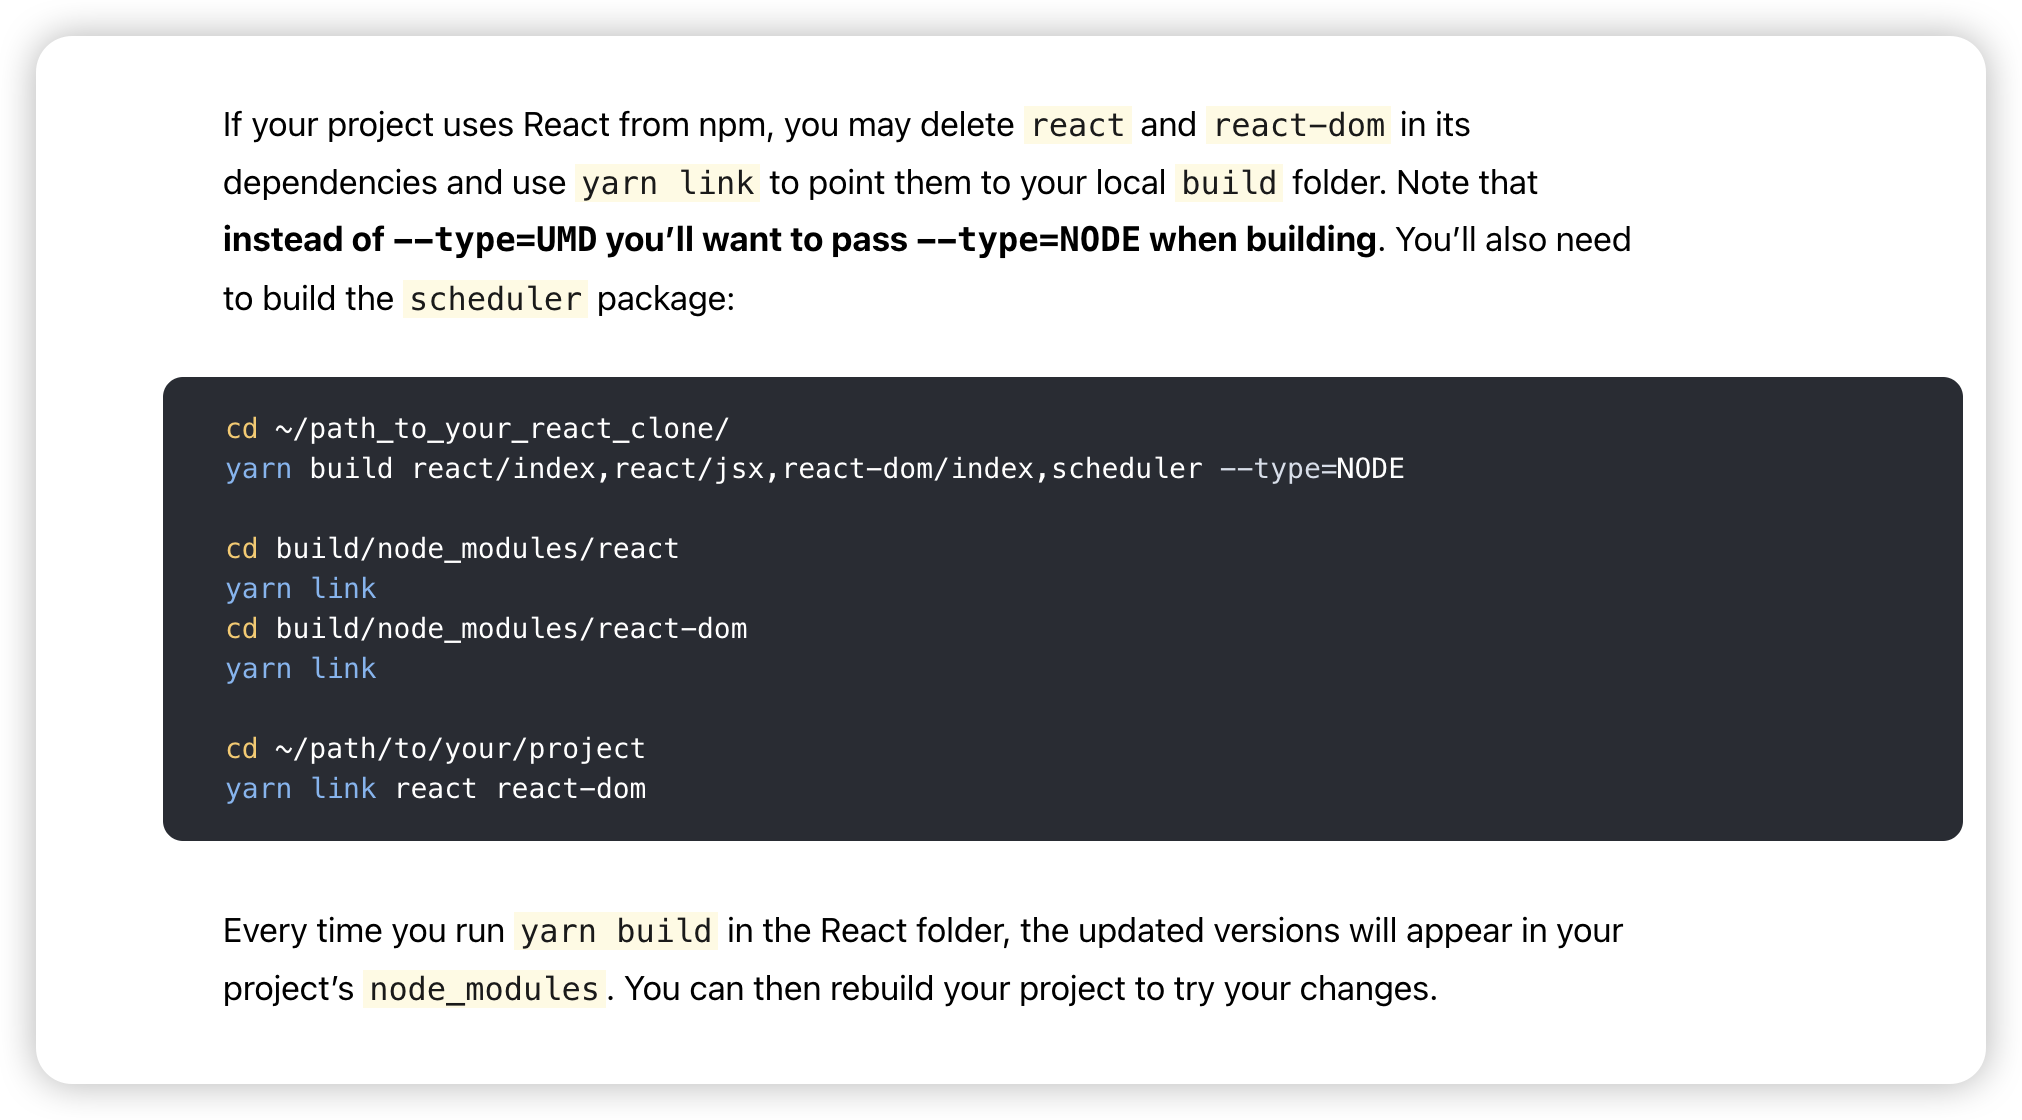 If your project uses React from npm, you may delete react and react-dom in its
dependencies and use yarn link to point them to your local build folder. Note that
instead of --type=UMD you’ll want to pass --type=NODE when building. You’ll also need
to build the scheduler package:
cd ~/path_to_your_react_clone/
yarn build react/index,react/jsx,react-dom/index,scheduler --type=NODE
cd build/node_modules/react
yarn link
cd build/node_modules/react-dom
yarn link
cd ~/path/to/your/project
yarn link react react-dom
Every time you run yarn build in the React folder, the updated versions will appear in your
project’s node_modules. You can then rebuild your project to try your changes.